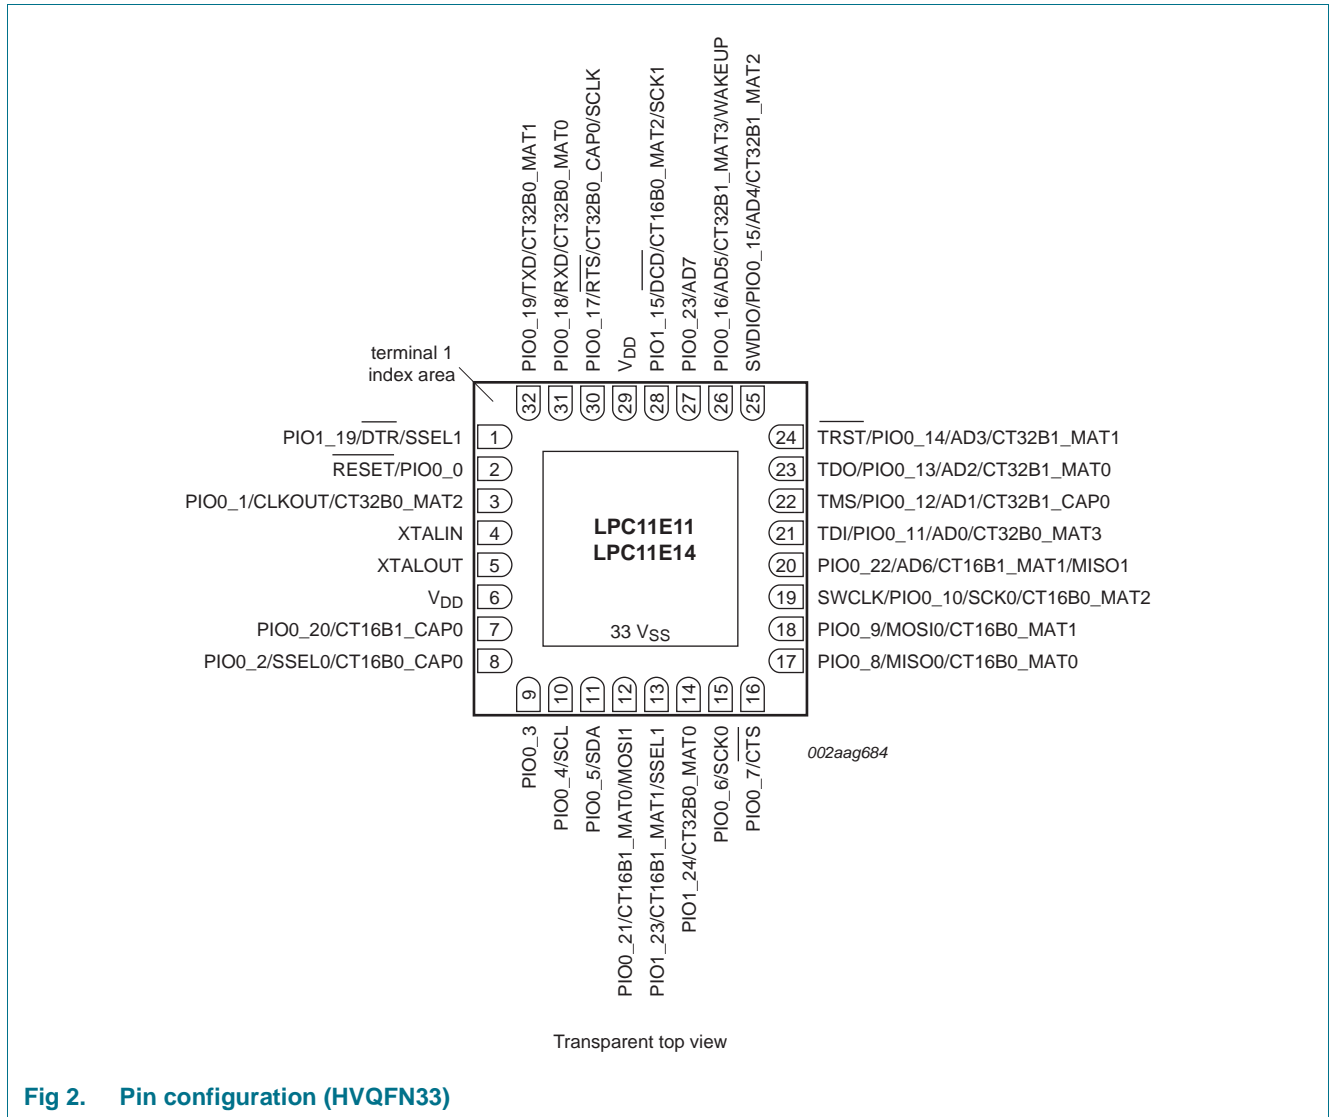 PIO0_19/TXD/CT32B0_MAT1
PIO0_18/RXD/CT32B0_MAT0
PIO0_17/RTS/CT32B0_CAP0/SCLK
VDD
PIO1_15/DCD/CT16B0_MAT2/SCK1
PIO0_23/AD7
PIO0_16/AD5/CT32B1_MAT3/WAKEUP
SWDIO/PIO0_15/AD4/CT32B1_MAT2
terminal 1
index area
32
31
30
29
28
27
26
25
PIO1_19/DTR/SSEL1 1
RESET/PIO0_0 2
PIO0_1/CLKOUT/CT32B0_MAT2 3
XTALIN 4
XTALOUT 5
VDD 6
PIO0_20/CT16B1_CAP0 7
PIO0_2/SSEL0/CT16B0_CAP0 8
LPC11E11
LPC11E14
33 VSS
24 TRST/PIO0_14/AD3/CT32B1_MAT1
23 TDO/PIO0_13/AD2/CT32B1_MAT0
22 TMS/PIO0_12/AD1/CT32B1_CAP0
21 TDI/PIO0_11/AD0/CT32B0_MAT3
20 PIO0_22/AD6/CT16B1_MAT1/MISO1
19 SWCLK/PIO0_10/SCK0/CT16B0_MAT2
18 PIO0_9/MOSI0/CT16B0_MAT1
17 PIO0_8/MISO0/CT16B0_MAT0
9
10
11
12
13
14
15
16
PIO0_3
PIO0_4/SCL
PIO0_5/SDA
PIO0_21/CT16B1_MAT0/MOSI1
PIO1_23/CT16B1_MAT1/SSEL1
PIO1_24/CT32B0_MAT0
PIO0_6/SCK0
PIO0_7/CTS
002aag684
Transparent top view
Fig 2. Pin configuration (HVQFN33)